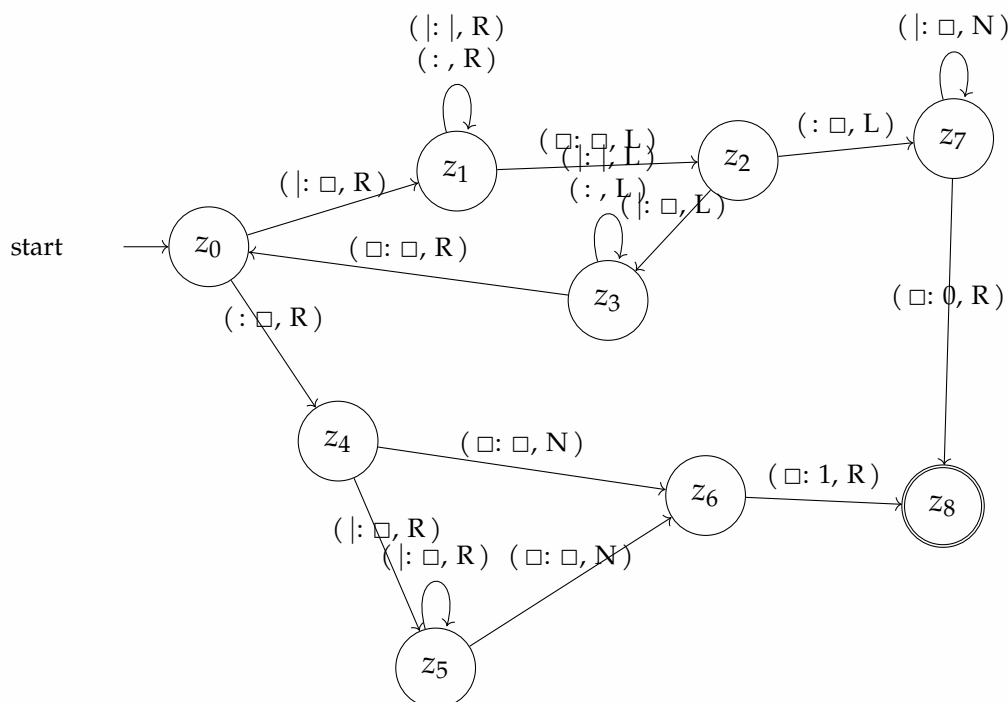 ( |: |, R )
( : , R )
( |: □, N )
z7
( : □, L )
( □: □, L )
z2
z1
( |: |, L )
( : , L )
( |: □, R )
( |: □, L )
start
z0
( □: □, R )
z3
( □: 0, R )
( : □, R )
z4
( □: □, N )
z6
( □: 1, R )
z8
( |: □, R )
( |: □, R )
( □: □, N )
z5